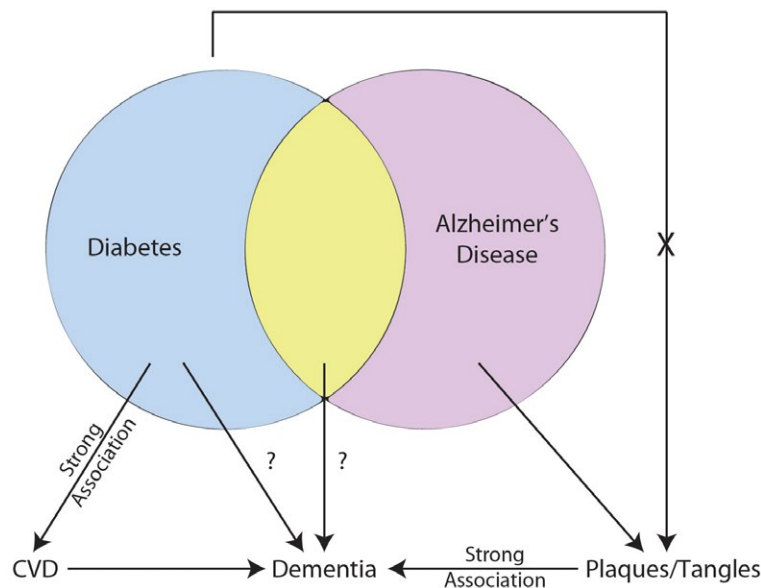 Diabetes
Alzheimer's
Disease
X
Strong
Association
?
?
CVD
Dementia
Strong
Association
Plaques/Tangles